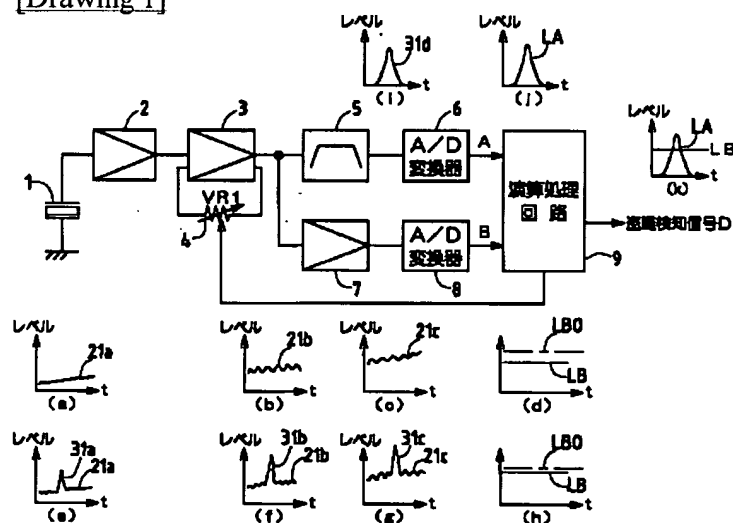 [Drawing 1]
レベル 31d t (i)
レベル LA t (j)
レベル LA LB t (k)
1 2 3 4 VR1 5 6 7 8 9
A/D 変換器 A
A/D 変換器 B
演算処理 回路
盗難検知信号D
レベル 21a t (a)
レベル 21b t (b)
レベル 21c t (c)
LB0 LB t (d)
レベル 31a 21a t (e)
レベル 31b 21b t (f)
レベル 31c 21c t (g)
LB0 LB t (h)